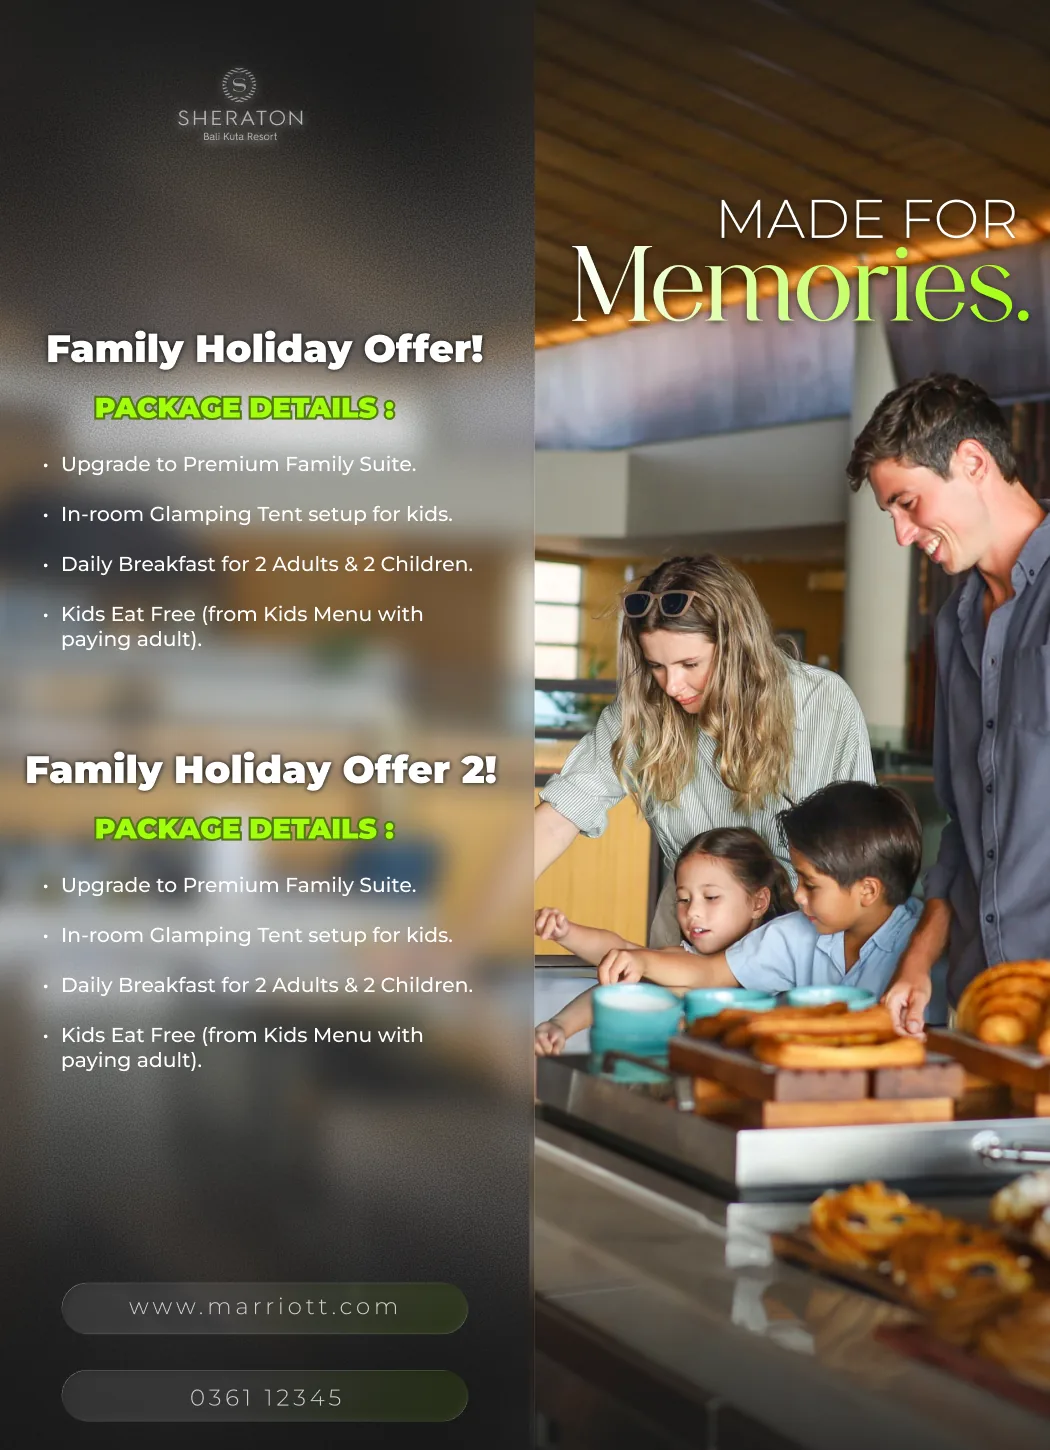 SHERATON
Bali Kuta Resort
MADE FOR
Memories.
Family Holiday Offer!
PACKAGE DETAILS :
• Upgrade to Premium Family Suite.
• In-room Glamping Tent setup for kids.
• Daily Breakfast for 2 Adults & 2 Children.
• Kids Eat Free (from Kids Menu with
paying adult).
Family Holiday Offer 2!
PACKAGE DETAILS :
• Upgrade to Premium Family Suite.
• In-room Glamping Tent setup for kids.
• Daily Breakfast for 2 Adults & 2 Children.
• Kids Eat Free (from Kids Menu with
paying adult).
www.marriott.com
0361 12345